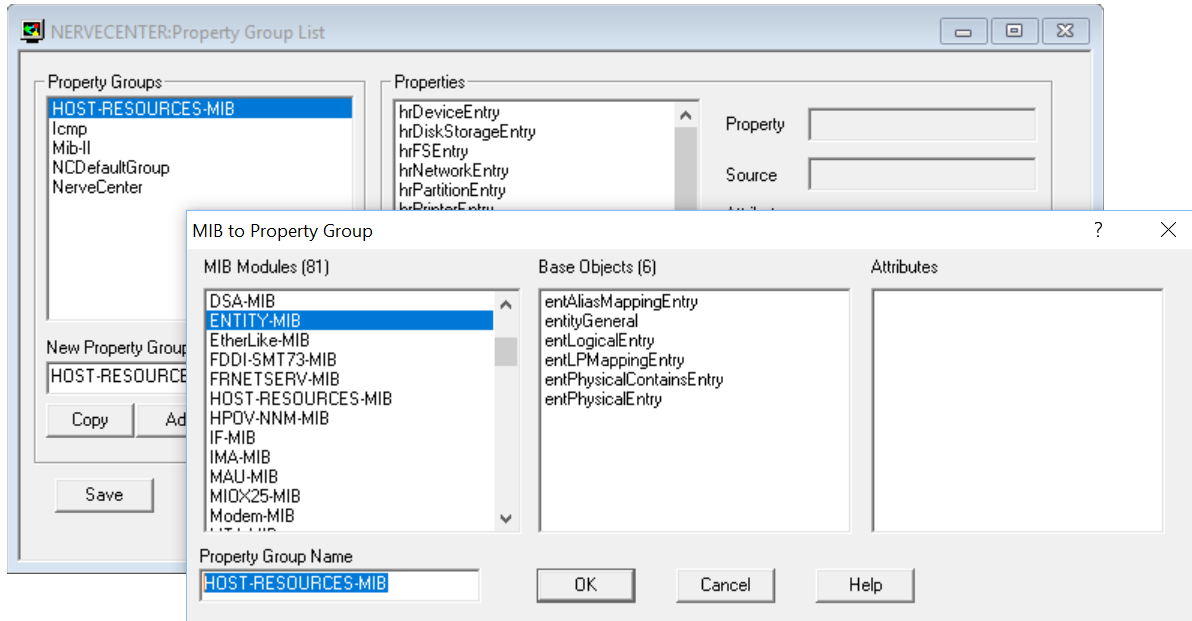 NERVECENTER:Property Group List
Property Groups
HOST-RESOURCES-MIB
Icmp
Mib-II
NCDefaultGroup
NerveCenter
New Property Group
HOST-RESOURCE
Copy
Ad
Save
Properties
hrDeviceEntry
hrDiskStorageEntry
hrFSEntry
hrNetworkEntry
hrPartitionEntry
hrPrinterEntry
Property
Source
MIB to Property Group
?
MIB Modules (81)
DSA-MIB
ENTITY-MIB
EtherLike-MIB
FDDI-SMT73-MIB
FRNETSERV-MIB
HOST-RESOURCES-MIB
HPOV-NNM-MIB
IF-MIB
IMA-MIB
MAU-MIB
MIOX25-MIB
Modem-MIB
Base Objects (6)
entAliasMappingEntry
entityGeneral
entLogicalEntry
entLPMappingEntry
entPhysicalContainsEntry
entPhysicalEntry
Attributes
Property Group Name
HOST-RESOURCES-MIB
OK
Cancel
Help